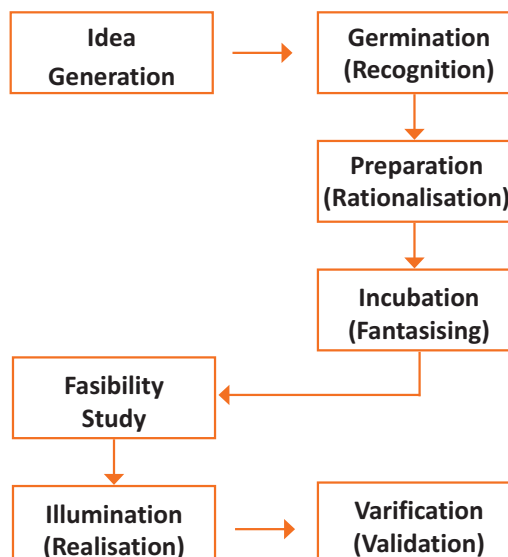 Idea
Generation
Germination
(Recognition)
Preparation
(Rationalisation)
Incubation
(Fantasising)
Fasibility
Study
Illumination
(Realisation)
Varification
(Validation)